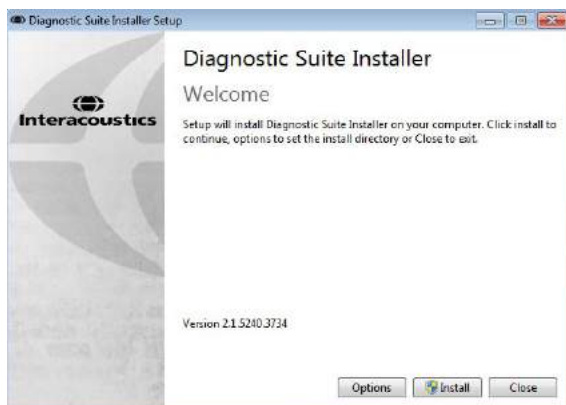 Diagnostic Suite Installer Setup
Diagnostic Suite Installer
Welcome
Interacoustics
Setup will install Diagnostic Suite Installer on your computer. Click install to
continue, options to set the install directory or Close to exit.
Version 2.1.5240.3734
Options
Install
Close